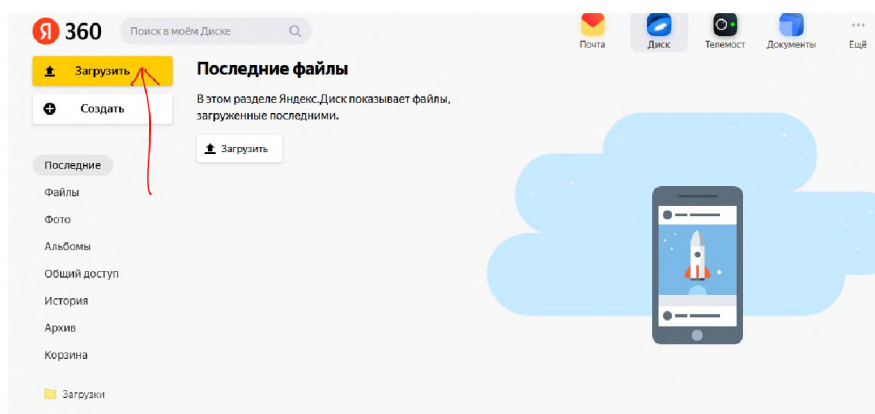 Я 360
Поиск в моём Диске
Почта
Диск
Телемост
Документы
Ещё
Загрузить
Создать
Последние
Файлы
Фото
Альбомы
Общий доступ
История
Архив
Корзина
Загрузки
Последние файлы
В этом разделе Яндекс.Диск показывает файлы,
загруженные последними.
Загрузить